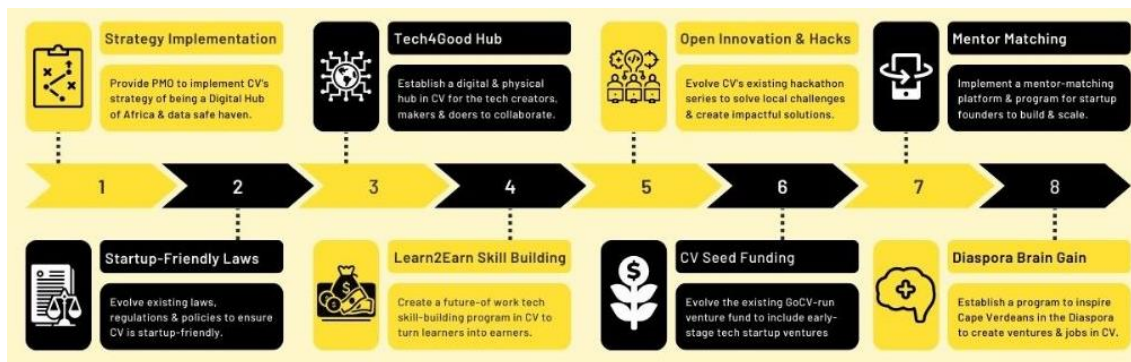 Strategy Implementation
Provide PMO to implement CV's
strategy of being a Digital Hub
of Africa & data safe haven.
Tech4Good Hub
Establish a digital & physical
hub in CV for the tech creators,
makers & doers to collaborate.
Open Innovation & Hacks
Evolve CV's existing hackathon
series to solve local challenges
& create impactful solutions.
Mentor Matching
Implement a mentor-matching
platform & program for startup
founders to build & scale.
1
2
3
4
5
6
7
8
Startup-Friendly Laws
Evolve existing laws,
regulations & policies to ensure
CV is startup-friendly.
Learn2Earn Skill Building
Create a future-of work tech
skill-building program in CV to
turn learners into earners.
CV Seed Funding
Evolve the existing GoCV-run
venture fund to include early-
stage tech startup ventures
Diaspora Brain Gain
Establish a program to inspire
Cape Verdeans in the Diaspora
to create ventures & jobs in CV.